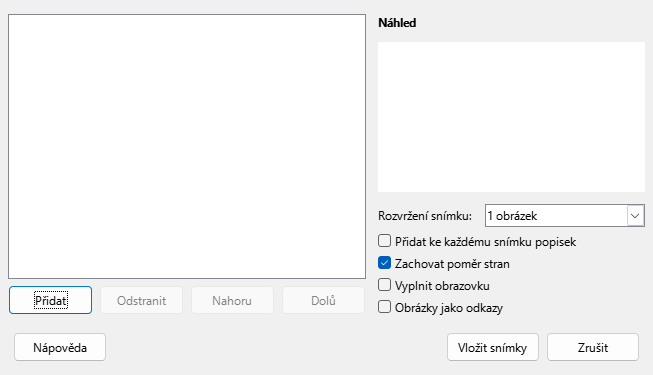 Náhled
Rozvržení snímku: 1 obrázek
Přidat ke každému snímku popisek
Zachovat poměr stran
Vyplnit obrazovku
Obrázky jako odkazy
Přidat Odstranit Nahoru Dolů
Nápověda Vložit snímky Zrušit